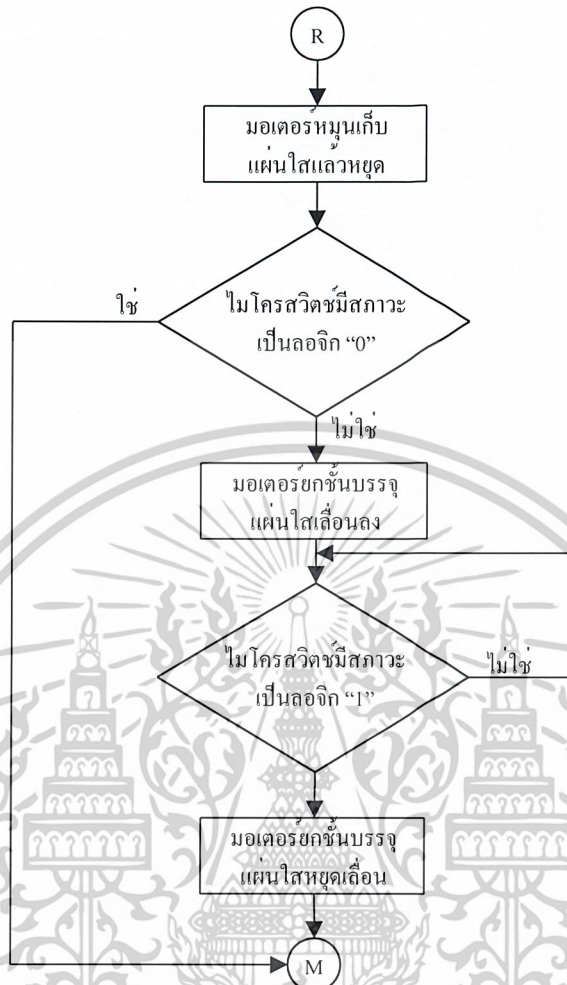 R
มอเตอร์หมุนเก็บ
แผ่นใสแล้วหยุด
ใช่
ไมโครสวิตช์มีสภาวะ
เป็นลอจิก “0”
ไม่ใช่
มอเตอร์ยกชั้นบรรจุ
แผ่นใสเลื่อนลง
ไมโครสวิตช์มีสภาวะ
เป็นลอจิก “1”
ไม่ใช่
มอเตอร์ยกชั้นบรรจุ
แผ่นใสหยุดเลื่อน
M